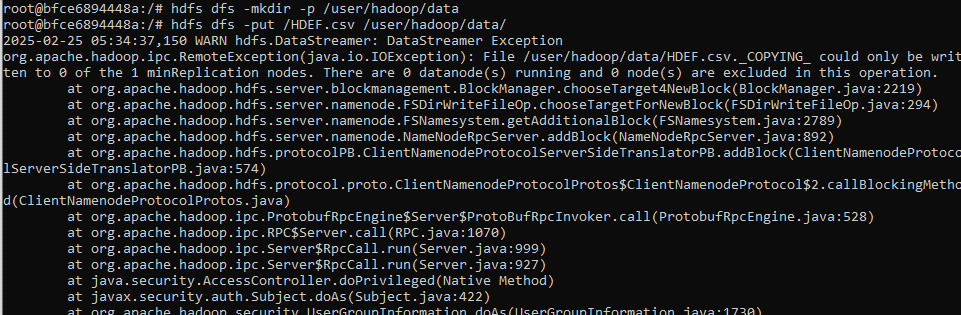 root@bfce6894448a:/# hdfs dfs -mkdir -p /user/hadoop/data
root@bfce6894448a:/# hdfs dfs -put /HDEF.csv /user/hadoop/data/
2025-02-25 05:34:37,150 WARN hdfs.DataStreamer: DataStreamer Exception
org.apache.hadoop.ipc.RemoteException(java.io.IOException): File /user/hadoop/data/HDEF.csv._COPYING_ could only be writ
ten to 0 of the 1 minReplication nodes. There are 0 datanode(s) running and 0 node(s) are excluded in this operation.
at org.apache.hadoop.hdfs.server.blockmanagement.BlockManager.chooseTarget4NewBlock(BlockManager.java:2219)
at org.apache.hadoop.hdfs.server.namenode.FSDirWriteFileOp.chooseTargetForNewBlock(FSDirWriteFileOp.java:294)
at org.apache.hadoop.hdfs.server.namenode.FSNamesystem.getAdditionalBlock(FSNamesystem.java:2789)
at org.apache.hadoop.hdfs.server.namenode.NameNodeRpcServer.addBlock(NameNodeRpcServer.java:892)
at org.apache.hadoop.hdfs.protocolPB.ClientNamenodeProtocolServerSideTranslatorPB.addBlock(ClientNamenodeProtoco
lServerSideTranslatorPB.java:574)
at org.apache.hadoop.hdfs.protocol.proto.ClientNamenodeProtocolProtos$ClientNamenodeProtocol$2.callBlockingMetho
d(ClientNamenodeProtocolProtos.java)
at org.apache.hadoop.ipc.ProtobufRpcEngine$Server$ProtoBufRpcInvoker.call(ProtobufRpcEngine.java:528)
at org.apache.hadoop.ipc.RPC$Server.call(RPC.java:1070)
at org.apache.hadoop.ipc.Server$RpcCall.run(Server.java:999)
at org.apache.hadoop.ipc.Server$RpcCall.run(Server.java:927)
at java.security.AccessController.doPrivileged(Native Method)
at javax.security.auth.Subject.doAs(Subject.java:422)
at org.apache.hadoop.security.UserGroupInformation.doAs(UserGroupInformation.java:1730)